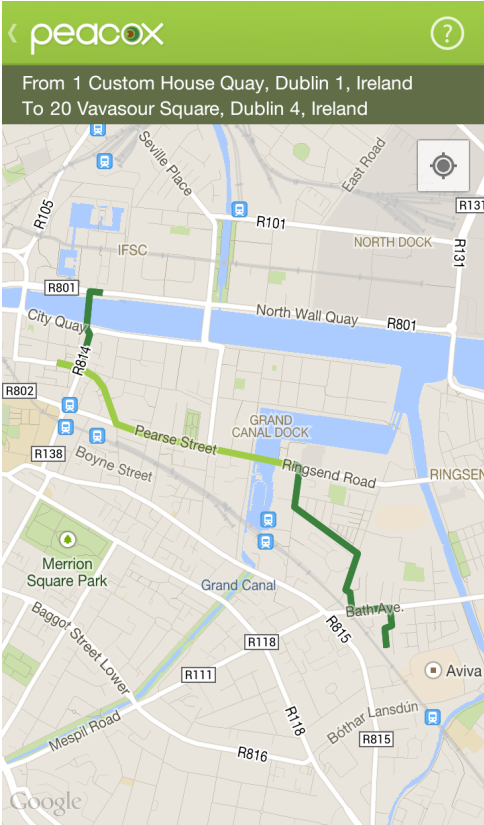 peacox
?
From 1 Custom House Quay, Dublin 1, Ireland
To 20 Vavasour Square, Dublin 4, Ireland
Seville Place
East Road
R105
R131
R101
IFSC
NORTH DOCK
R131
R801
North Wall Quay
R801
City Quay
R814
R802
GRAND
CANAL DOCK
Pearse Street
R138
Boyne Street
Ringsend Road
RINGSEN
Merrion
Square Park
Grand Canal
Bath Ave.
Baggot Street Lower
R815
R118
R111
Aviva
Mespil Road
R118
Bóthar Lansdún
R815
R816
Google